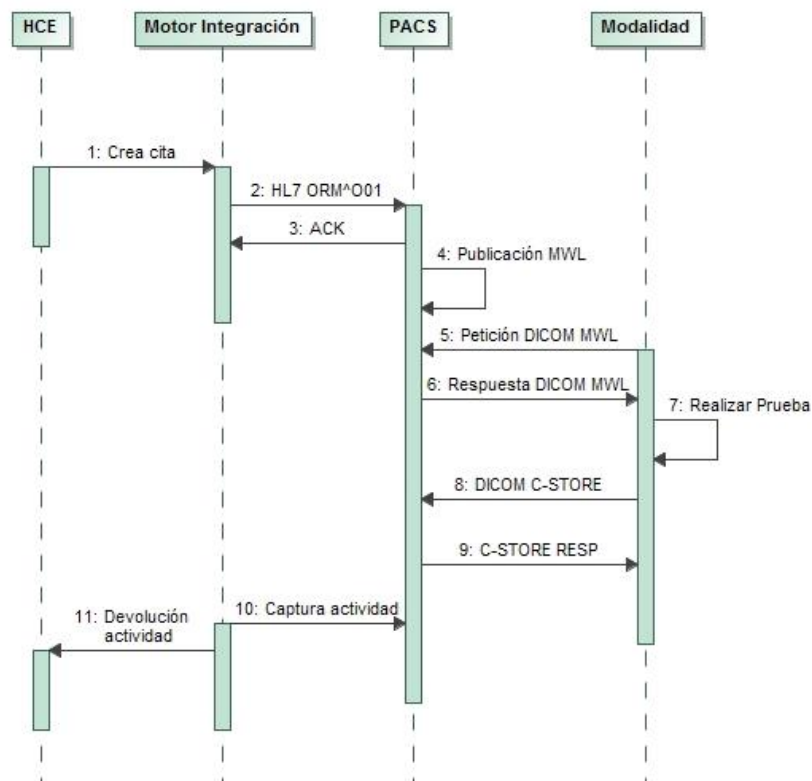 HCE
Motor Integración
PACS
Modalidad
1: Crea cita
2: HL7 ORM^O01
3: ACK
4: Publicación MWL
5: Petición DICOM MWL
6: Respuesta DICOM MWL
7: Realizar Prueba
8: DICOM C-STORE
9: C-STORE RESP
10: Captura actividad
11: Devolución
actividad